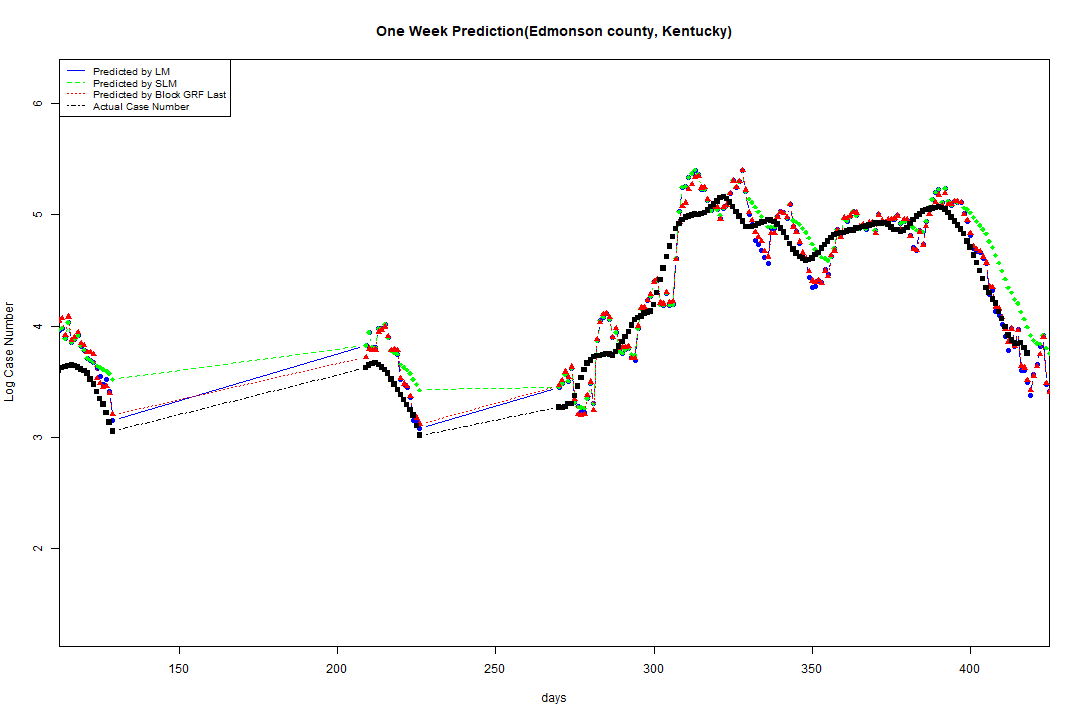 One Week Prediction(Edmonson county, Kentucky)
Predicted by LM
Predicted by SLM
Predicted by Block GRF Last
Actual Case Number
6
5
4
3
2
Log Case Number
150
200
250
300
350
400
days